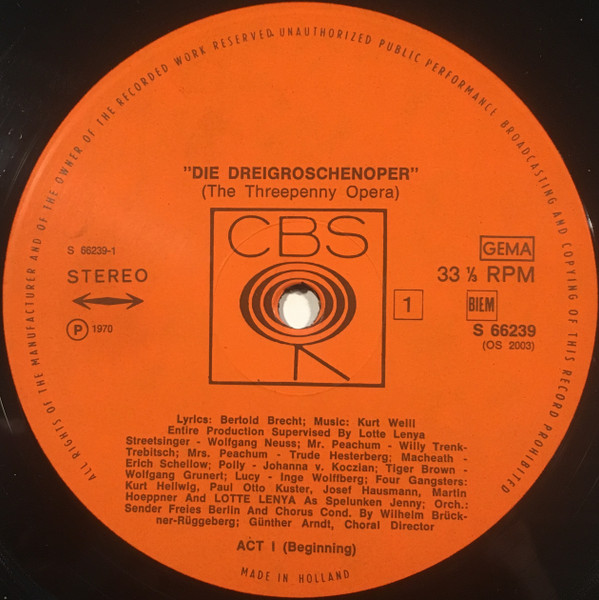 ALL RIGHTS OF THE MANUFACTURER AND OF THE OWNER OF THE RECORDED WORK RESERVED. UNAUTHORIZED PUBLIC PERFORMANCE BROADCASTING AND COPYING OF THIS RECORD PROHIBITED
"DIE DREIGROSCHENOPER"
(The Threepenny Opera)
CBS
S 66239-1
STEREO
P 1970
GEMA
33 ⅓ RPM
1
BIEM
S 66239
(OS 2003)
Lyrics: Bertold Brecht; Music: Kurt Weill
Entire Production Supervised By Lotte Lenya
Streetsinger - Wolfgang Neuss; Mr. Peachum - Willy Trenk-
Trebitsch; Mrs. Peachum - Trude Hesterberg; Macheath -
Erich Schellow; Polly - Johanna v. Koczian; Tiger Brown -
Wolfgang Grunert; Lucy - Inge Wolffberg; Four Gangsters:
Kurt Hellwig, Paul Otto Kuster, Josef Hausmann, Martin
Hoeppner And LOTTE LENYA As Spelunken Jenny; Orch.:
Sender Freies Berlin And Chorus Cond. By Wilhelm Brück-
ner-Rüggeberg; Günther Arndt, Choral Director
ACT I (Beginning)
MADE IN HOLLAND